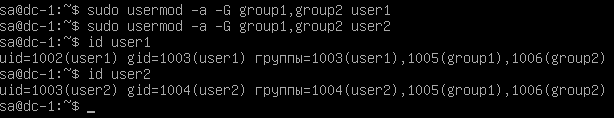 sa@dc-1:~$ sudo usermod -a -G group1,group2 user1
sa@dc-1:~$ sudo usermod -a -G group1,group2 user2
sa@dc-1:~$ id user1
uid=1002(user1) gid=1003(user1) группы=1003(user1),1005(group1),1006(group2)
sa@dc-1:~$ id user2
uid=1003(user2) gid=1004(user2) группы=1004(user2),1005(group1),1006(group2)
sa@dc-1:~$ _